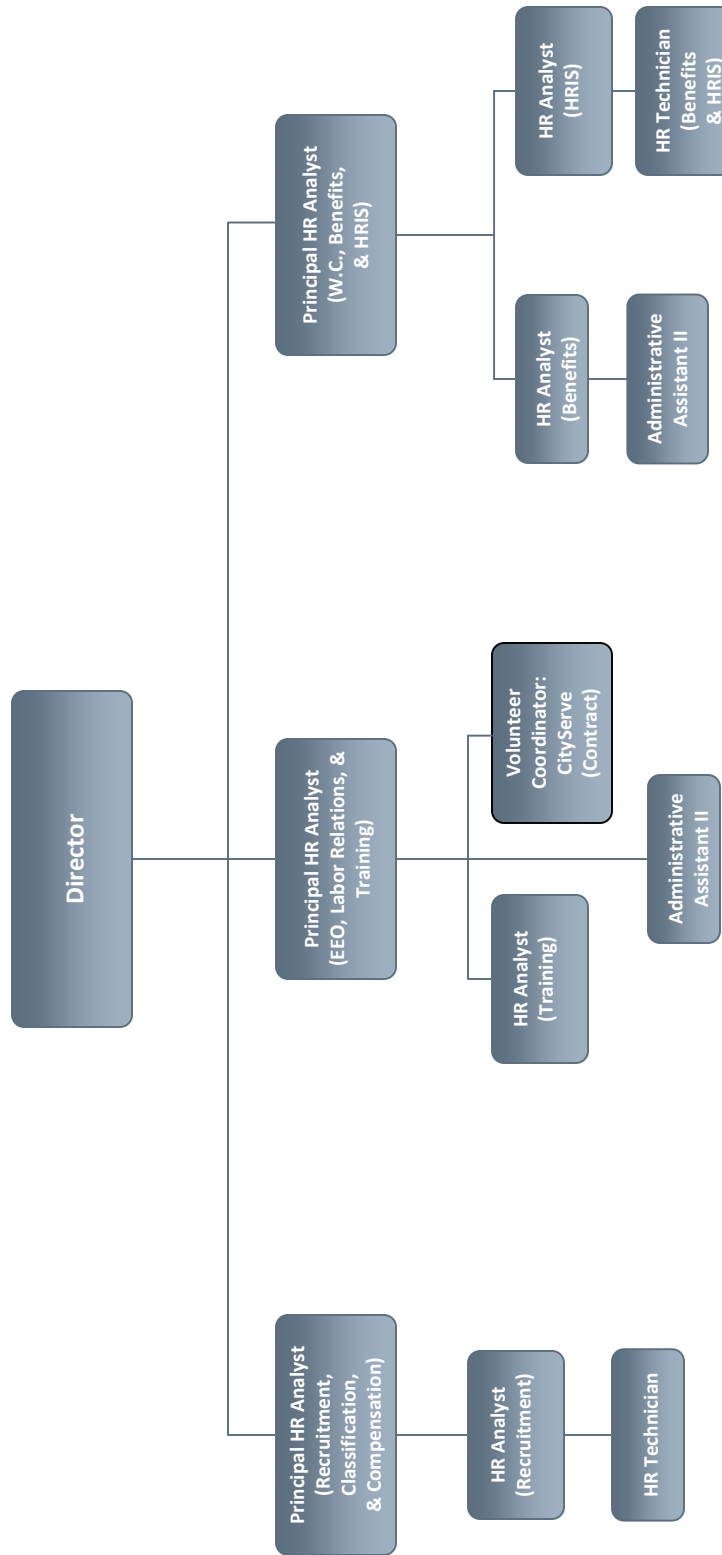 Director
Principal HR Analyst
(Recruitment,
Classification,
& Compensation)
Principal HR Analyst
(EEO, Labor Relations, &
Training)
Principal HR Analyst
(W.C., Benefits,
& HRIS)
HR Analyst
(Recruitment)
HR Technician
HR Analyst
(Training)
Volunteer
Coordinator:
CityServe
(Contract)
Administrative
Assistant II
HR Analyst
(Benefits)
Administrative
Assistant II
HR Analyst
(HRIS)
HR Technician
(Benefits
& HRIS)